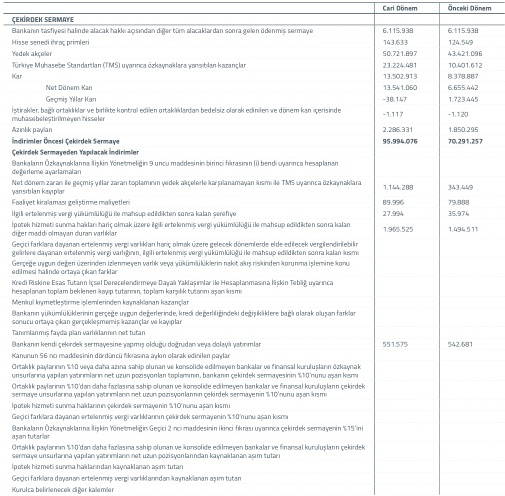 Cari Dönem Önceki Dönem
ÇEKİRDEK SERMAYE
Bankanın tasfiyesi halinde alacak hakkı açısından diğer tüm alacaklardan sonra gelen ödenmiş sermaye 6.115.938 6.115.938
Hisse senedi ihraç primleri 143.633 124.549
Yedek akçeler 50.721.897 43.421.096
Türkiye Muhasebe Standartları (TMS) uyarınca özkaynaklara yansıtılan kazançlar 23.224.481 10.401.612
Kar 13.502.913 8.378.887
Net Dönem Karı 13.541.060 6.655.442
Geçmiş Yıllar Karı -38.147 1.723.445
İştirakler, bağlı ortaklıklar ve birlikte kontrol edilen ortaklıklardan bedelsiz olarak edinilen ve dönem karı içerisinde
muhasebeleştirilmeyen hisseler -1.117 -1.120
Azınlık payları 2.286.331 1.850.295
İndirimler Öncesi Çekirdek Sermaye 95.994.076 70.291.257
Çekirdek Sermayeden Yapılacak İndirimler
Bankaların Özkaynaklarına İlişkin Yönetmeliğin 9 uncu maddesinin birinci fıkrasının (i) bendi uyarınca hesaplanan
değerleme ayarlamaları
Net dönem zararı ile geçmiş yıllar zararı toplamının yedek akçelerle karşılanamayan kısmı ile TMS uyarınca özkaynaklara
yansıtılan kayıplar 1.144.288 343.449
Faaliyet kiralaması geliştirme maliyetleri 89.996 79.888
İlgili ertelenmiş vergi yükümlülüğü ile mahsup edildikten sonra kalan şerefiye 27.994 35.974
İpotek hizmeti sunma hakları hariç olmak üzere ilgili ertelenmiş vergi yükümlülüğü ile mahsup edildikten sonra kalan
diğer maddi olmayan duran varlıklar 1.965.525 1.494.511
Geçici farklara dayanan ertelenmiş vergi varlıkları hariç olmak üzere gelecek dönemlerde elde edilecek vergilendirilebilir
gelirlere dayanan ertelenmiş vergi varlığının, ilgili ertelenmiş vergi yükümlülüğü ile mahsup edildikten sonra kalan kısmı
Gerçeğe uygun değeri üzerinden izlenmeyen varlık veya yükümlülüklerin nakit akış riskinden korunma işlemine konu
edilmesi halinde ortaya çıkan farklar
Kredi Riskine Esas Tutarın İçsel Derecelendirmeye Dayalı Yaklaşımlar ile Hesaplanmasına İlişkin Tebliğ uyarınca
hesaplanan toplam beklenen kayıp tutarının, toplam karşılık tutarını aşan kısmı
Menkul kıymetleştirme işlemlerinden kaynaklanan kazançlar
Bankanın yükümlülüklerinin gerçeğe uygun değerlerinde, kredi değerliliğindeki değişikliklere bağlı olarak oluşan farklar
sonucu ortaya çıkan gerçekleşmemiş kazançlar ve kayıplar
Tanımlanmış fayda plan varlıklarının net tutarı
Bankanın kendi çekirdek sermayesine yapmış olduğu doğrudan veya dolaylı yatırımlar 551.575 542.681
Kanunun 56 ncı maddesinin dördüncü fıkrasına aykırı olarak edinilen paylar
Ortaklık paylarının %10 veya daha azına sahip olunan ve konsolide edilmeyen bankalar ve finansal kuruluşların özkaynak
unsurlarına yapılan yatırımların net uzun pozisyonları toplamının, bankanın çekirdek sermayesinin %10'nunu aşan kısmı
Ortaklık paylarının %10'dan daha fazlasına sahip olunan ve konsolide edilmeyen bankalar ve finansal kuruluşların çekirdek
sermaye unsurlarına yapılan yatırımların net uzun pozisyonlarının çekirdek sermayenin %10'nunu aşan kısmı
İpotek hizmeti sunma haklarının çekirdek sermayenin %10'nunu aşan kısmı
Geçici farklara dayanan ertelenmiş vergi varlıklarının çekirdek sermayenin %10'nunu aşan kısmı
Bankaların Özkaynaklarına İlişkin Yönetmeliğin Geçici 2 nci maddesinin ikinci fıkrası uyarınca çekirdek sermayenin %15'ini
aşan tutarlar
Ortaklık paylarının %10'dan daha fazlasına sahip olunan ve konsolide edilmeyen bankalar ve finansal kuruluşların çekirdek
sermaye unsurlarına yapılan yatırımların net uzun pozisyonlarından kaynaklanan aşım tutarı
İpotek hizmeti sunma haklarından kaynaklanan aşım tutarı
Geçici farklara dayanan ertelenmiş vergi varlıklarından kaynaklanan aşım tutarı
Kurulca belirlenecek diğer kalemler